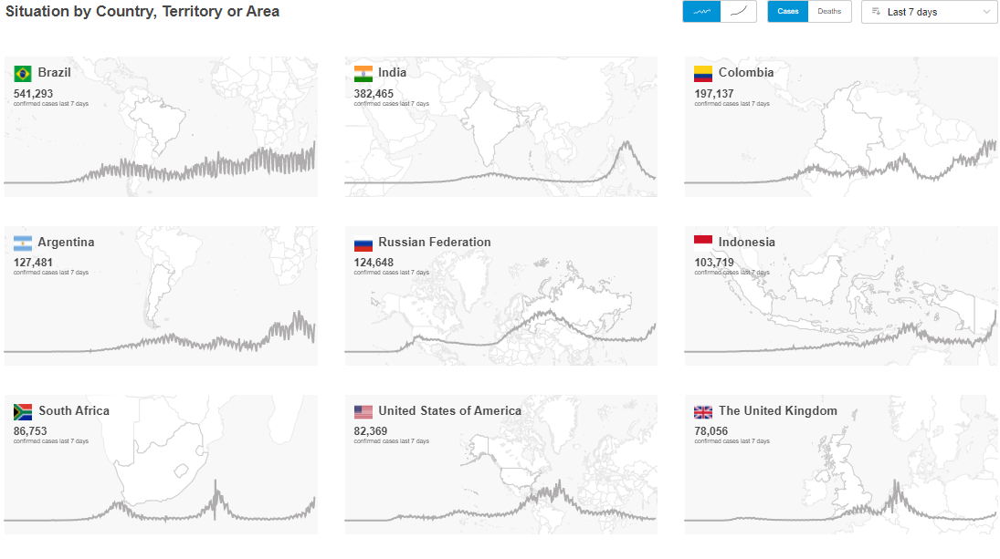 Situation by Country, Territory or Area
Cases
Deaths
Last 7 days
Brazil
541,293
confirmed cases last 7 days
India
382,465
confirmed cases last 7 days
Colombia
197,137
confirmed cases last 7 days
Argentina
127,481
confirmed cases last 7 days
Russian Federation
124,648
confirmed cases last 7 days
Indonesia
103,719
confirmed cases last 7 days
South Africa
86,753
confirmed cases last 7 days
United States of America
82,369
confirmed cases last 7 days
The United Kingdom
78,056
confirmed cases last 7 days